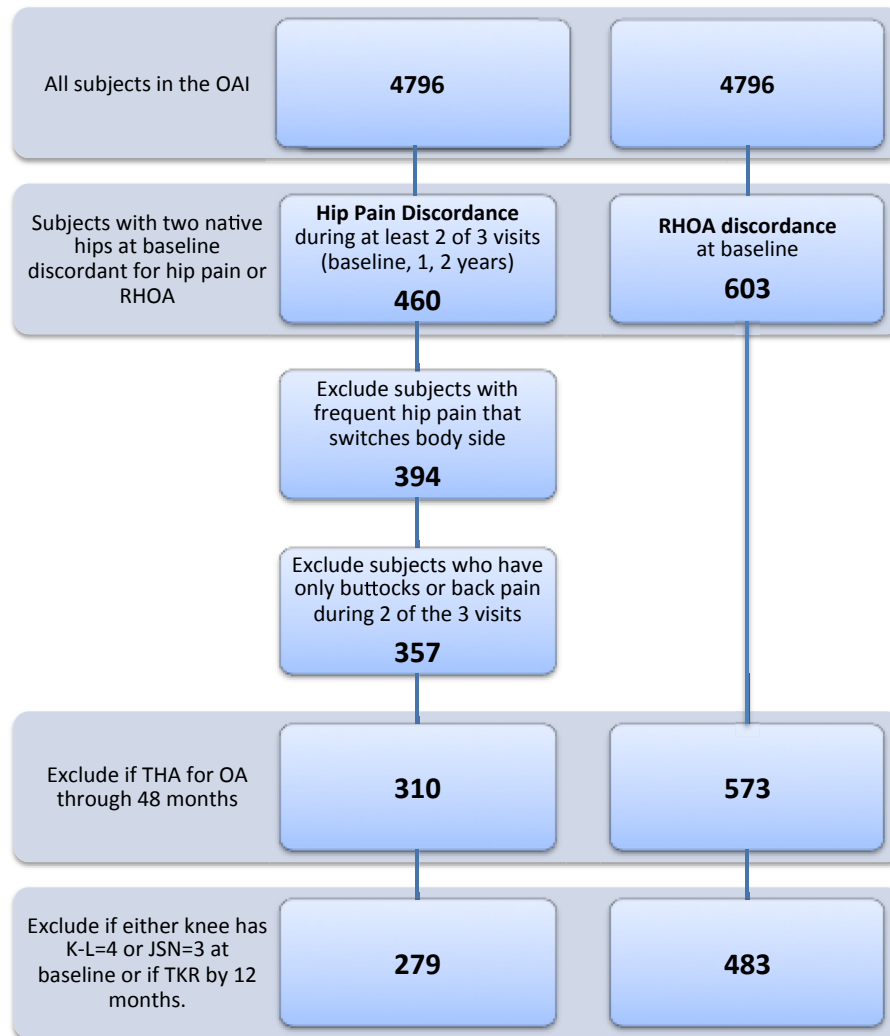 All subjects in the OAI
4796
4796
Subjects with two native
hips at baseline
discordant for hip pain or
RHOA
Hip Pain Discordance
during at least 2 of 3 visits
(baseline, 1, 2 years)
460
RHOA discordance
at baseline
603
Exclude subjects with
frequent hip pain that
switches body side
394
Exclude subjects who have
only buttocks or back pain
during 2 of the 3 visits
357
Exclude if THA for OA
through 48 months
310
573
Exclude if either knee has
K-L=4 or JSN=3 at
baseline or if TKR by 12
months.
279
483